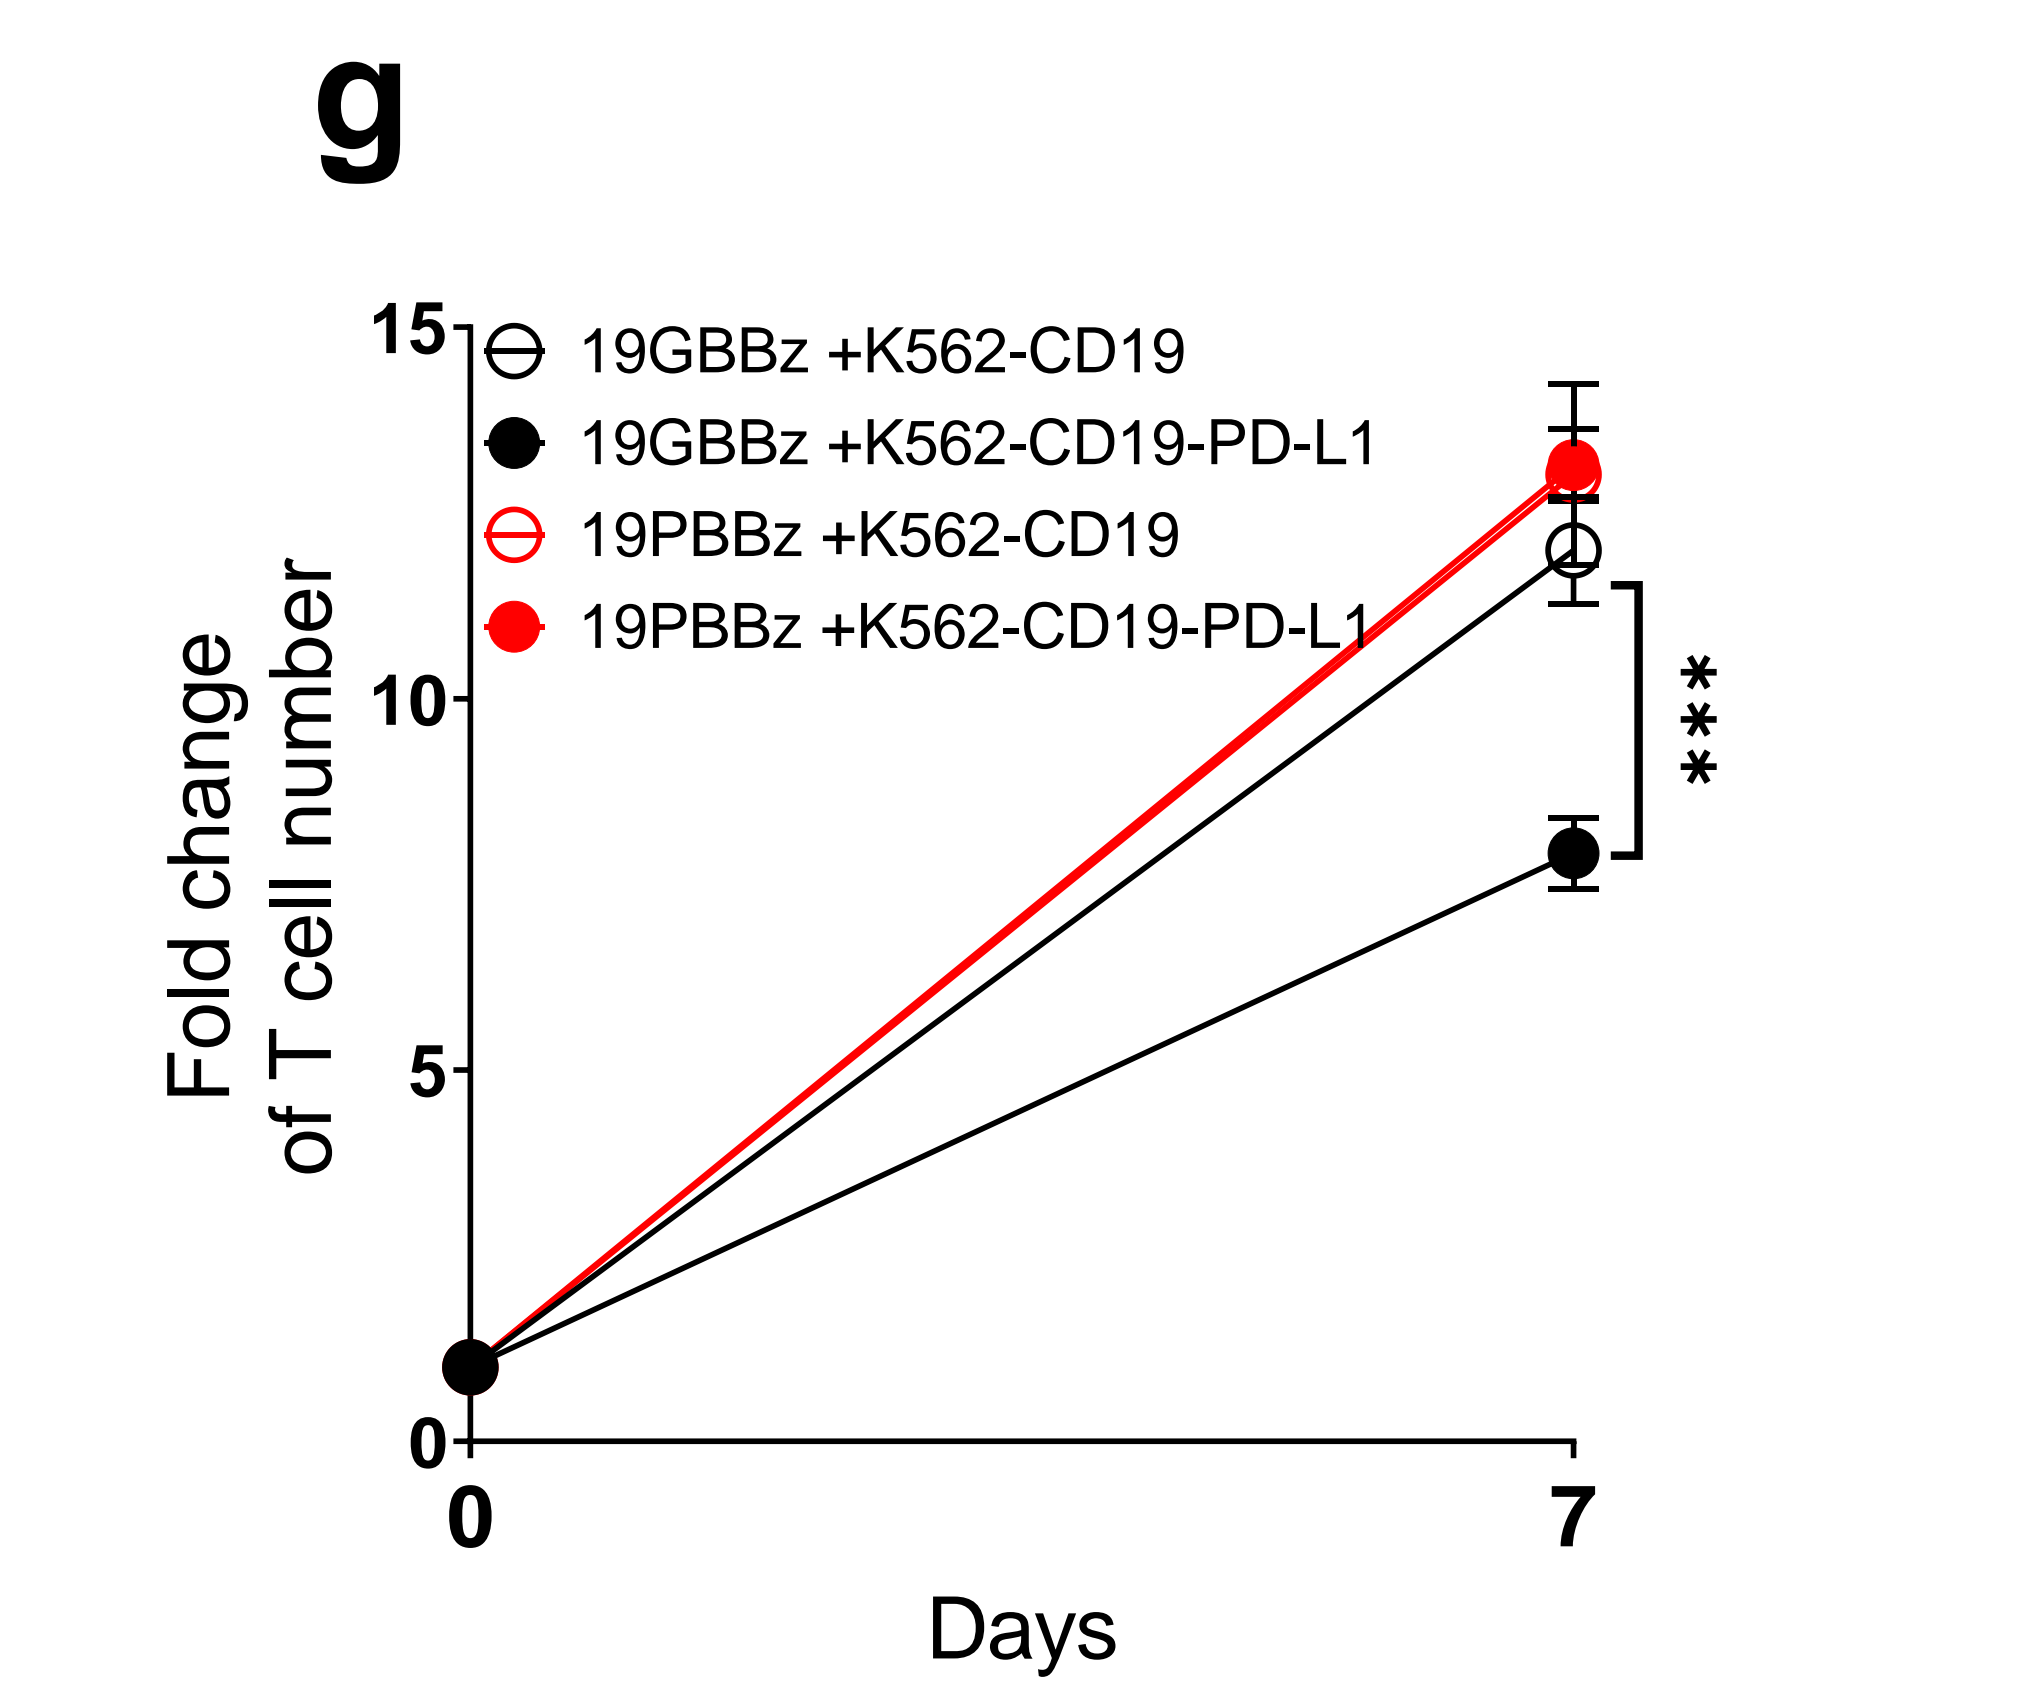 g
15
19GBBz +K562-CD19
19GBBz +K562-CD19-PD-L1
19PBBz +K562-CD19
19PBBz +K562-CD19-PD-L1
10
5
0
Fold change
of T cell number
***
0
7
Days